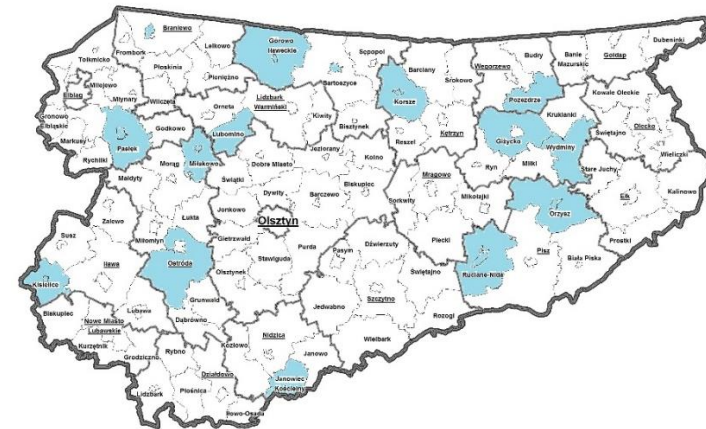 Braniewo
Lelkowo
Górowo
Iławeckie
Sępopol
Barciany
Srokowo
Węgorzewo
Budry
Banie
Mazurskie
Gołdap
Dubeninki
Frombork
Tolkmicko
Płoskinia
Pieniężno
Bartoszyce
Milejewo
Elbląg
Młynary
Wilczęta
Orneta
Lidzbark
Warmiński
Kiwity
Bisztynek
Korsze
Kętrzyn
Pozezdrze
Kruklanki
Kowale Oleckie
Gronowo
Elbląskie
Markusy
Rychliki
Pasłęk
Godkowo
Lubomino
Reszel
Giżycko
Wydminy
Świętajno
Olecko
Wieliczki
Morąg
Miłakowo
Dobre Miasto
Jeziorany
Kolno
Ryn
Miłki
Stare Juchy
Małdyty
Świątki
Dywity
Barczewo
Biskupiec
Mrągowo
Mikołajki
Sorkwity
Orzysz
Ełk
Kalinowo
Zalewo
Łukta
Jonkowo
Olsztyn
Susz
Miłomłyn
Gietrzwałd
Purda
Pasym
Dźwierzuty
Piecki
Prostki
Iława
Ostróda
Stawiguda
Olsztynek
Pisz
Biała Piska
Kisielice
Świętajno
Ruciane-Nida
Szczytno
Grunwald
Jedwabno
Biskupiec
Lubawa
Dąbrówno
Rozogi
Nowe Miasto
Lubawskie
Nidzica
Wielbark
Kurzętnik
Grodziczno
Rybno
Kozłowo
Janowo
Działdowo
Janowiec
Kościelny
Lidzbark
Płośnica
Iłowo-Osada